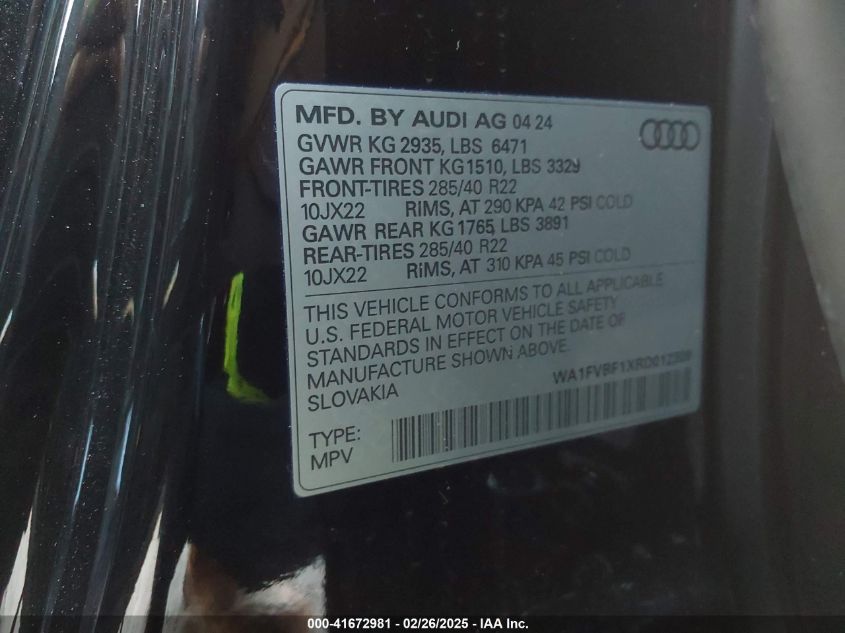 MFD. BY AUDI AG 04 24
GVWR KG 2935, LBS 6471
GAWR FRONT KG1510, LBS 3329
FRONT-TIRES 285/40 R22
10JX22 RIMS, AT 290 KPA 42 PSI COLD
GAWR REAR KG 1765, LBS 3891
REAR-TIRES 285/40 R22
10JX22 RiMS, AT 310 KPA 45 PSI COLD
THIS VEHICLE CONFORMS TO ALL APPLICABLE
U.S. FEDERAL MOTOR VEHICLE SAFETY
STANDARDS IN EFFECT ON THE DATE OF
MANUFACTURE SHOWN ABOVE.
SLOVAKIA
TYPE:
MPV
000-41672981 - 02/26/2025 - IAA Inc.